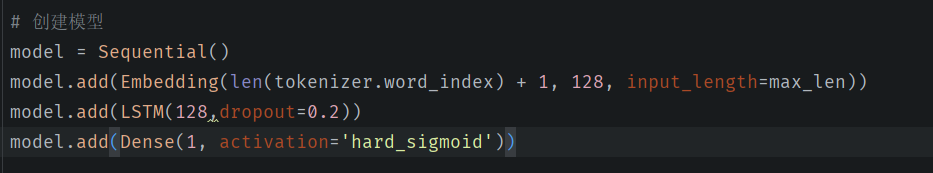 # 创建模型
model = Sequential()
model.add(Embedding(len(tokenizer.word_index) + 1, 128, input_length=max_len))
model.add(LSTM(128,dropout=0.2))
model.add(Dense(1, activation='hard_sigmoid'))